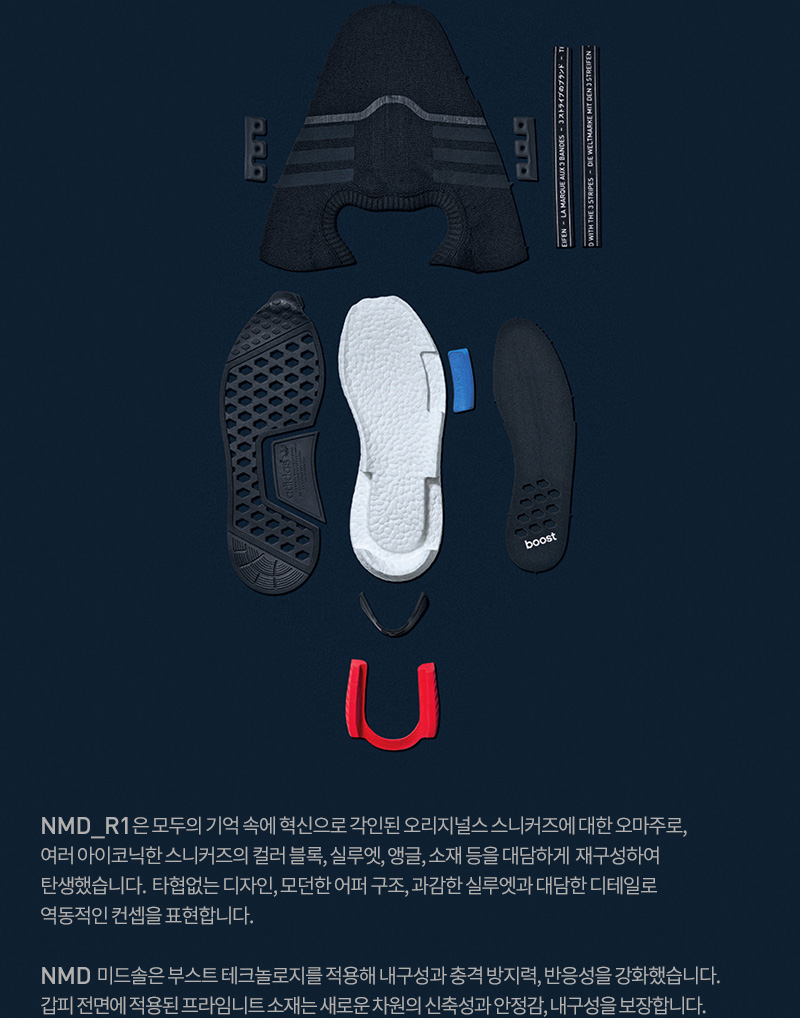 3 ストライプのブランド - TI
EIFEN - LA MARQUE AUX 3 BANDES -
D WITH THE 3 STRIPES - DIE WELTMARKE MIT DEN 3 STREIFEN -
adidas
boost
NMD_R1은 모두의 기억 속에 혁신으로 각인된 오리지널스 스니커즈에 대한 오마주로,
여러 아이코닉한 스니커즈의 컬러 블록, 실루엣, 앵글, 소재 등을 대담하게 재구성하여
탄생했습니다. 타협없는 디자인, 모던한 어퍼 구조, 과감한 실루엣과 대담한 디테일로
역동적인 컨셉을 표현합니다.
NMD 미드솔은 부스트 테크놀로지를 적용해 내구성과 충격 방지력, 반응성을 강화했습니다.
갑피 전면에 적용된 프라임니트 소재는 새로운 차원의 신축성과 안정감, 내구성을 보장합니다.